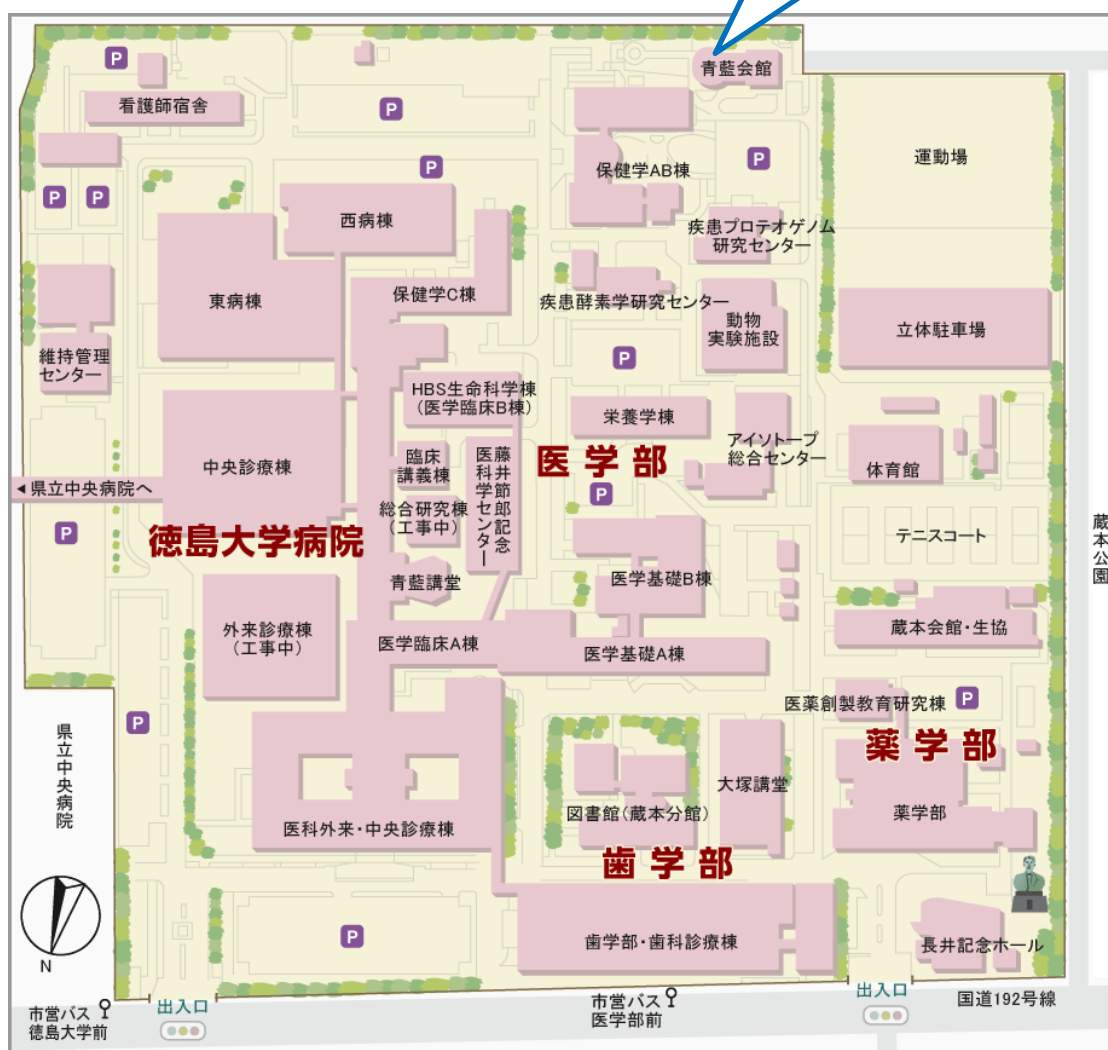 P
青藍会館
看護師宿舎
P
P
P
P
P
保健学AB棟
運動場
西病棟
疾患プロテオゲノム
研究センター
東病棟
保健学C棟
疾患酵素学研究センター
動物
実験施設
立体駐車場
維持管理
センター
P
HBS生命科学棟
(医学臨床B棟)
栄養学棟
アイソトープ
総合センター
中央診療棟
臨床
講義棟
藤井節郎記念
医科学センター
医学部
体育館
◀県立中央病院へ
総合研究棟
(工事中)
P
P
徳島大学病院
テニスコート
蔵本公園
青藍講堂
医学基礎B棟
外来診療棟
(工事中)
医学臨床A棟
医学基礎A棟
蔵本会館・生協
医薬創製教育研究棟
P
P
県立中央病院
薬学部
大塚講堂
図書館(蔵本分館)
薬学部
医科外来・中央診療棟
歯学部
P
歯学部・歯科診療棟
長井記念ホール
N
市営バス
徳島大学前
出入口
市営バス
医学部前
出入口
国道192号線